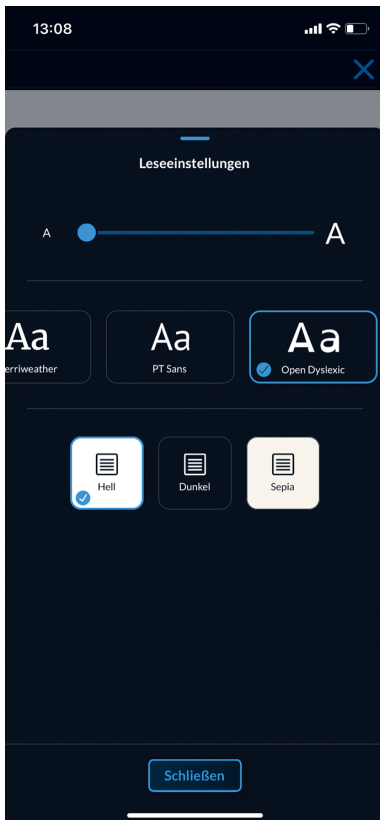 13:08
Leseeinstellungen
A A
Aa Aa Aa
erriweather PT Sans Open Dyslexic
Hell Dunkel Sepia
Schließen